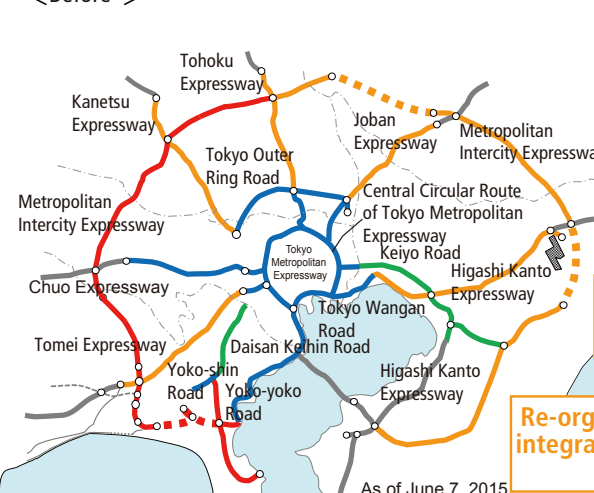 <Before >
Tohoku
Expressway
Kanetsu
Expressway
Joban
Expressway
Metropolitan
Intercity Expresswa
Tokyo Outer
Ring Road
Central Circular Route
of Tokyo Metropolitan
Expressway
Metropolitan
Intercity Expressway
Tokyo
Metropolitan
Expressway
Keiyo Road
Higashi Kanto
Expressway
Chuo Expressway
Tokyo Wangan
Road
Tomei Expressway
Daisan Keihin Road
Yoko-shin
Road
Yoko-yoko
Road
Higashi Kanto
Expressway
Re-org
integra
As of June 7, 2015